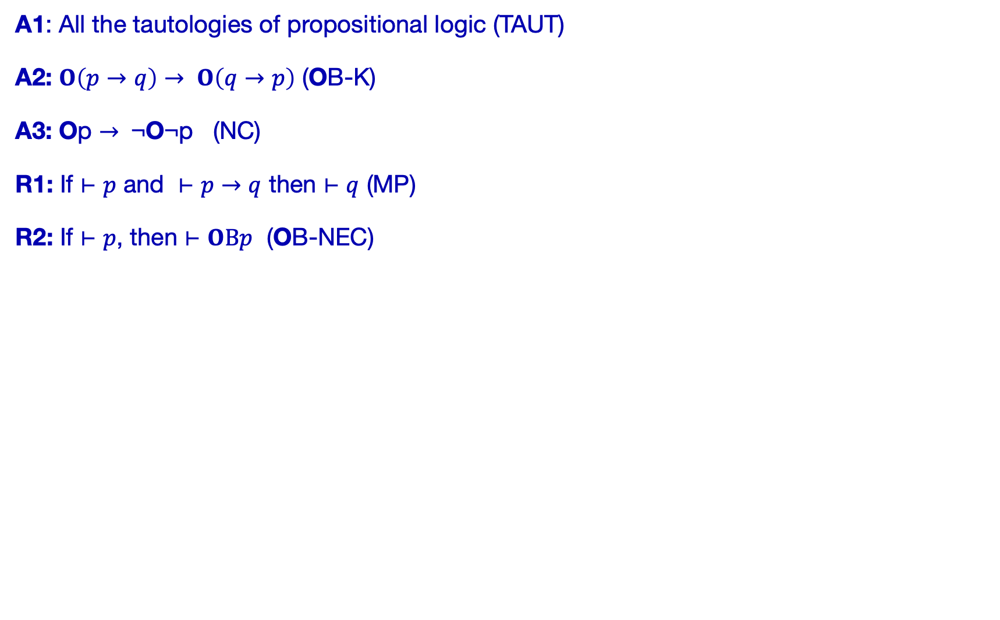 A1: All the tautologies of propositional logic (TAUT)
A2: O(p → q) → O(q → p) (OB-K)
A3: Op → ¬O¬p (NC)
R1: If ⊢ p and ⊢ p → q then ⊢ q (MP)
R2: If ⊢ p, then ⊢ OBp (OB-NEC)